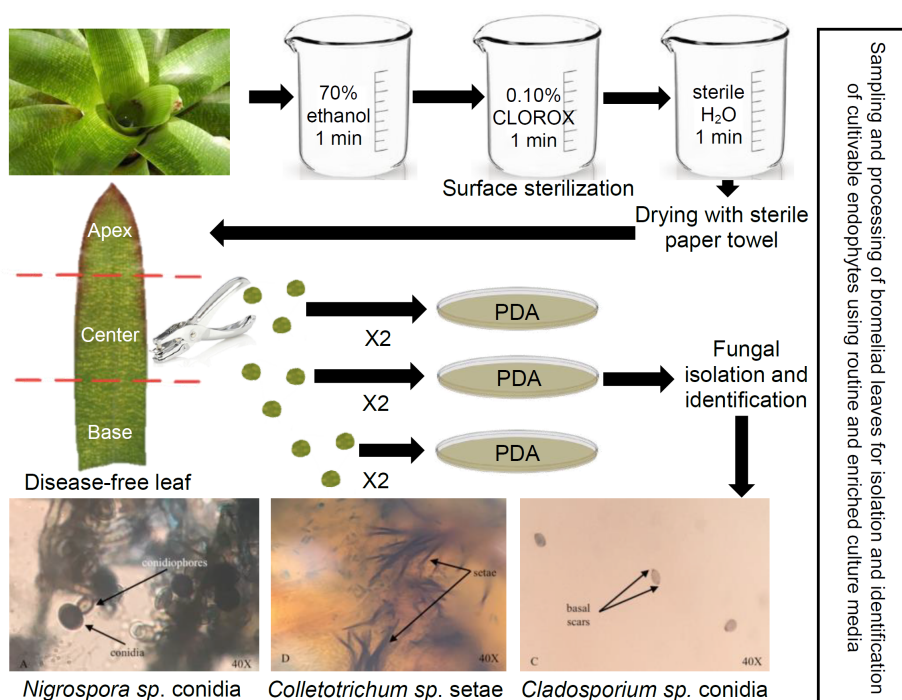 70%
ethanol
1 min
0.10%
CLOROX
1 min
sterile
H₂O
1 min
Surface sterilization
Drying with sterile
paper towel
Apex
Center
Base
Disease-free leaf
X2
PDA
X2
PDA
X2
PDA
Fungal
isolation and
identification
conidiophores
conidia
A
40X
Nigrospora sp. conidia
setae
D
40X
Colletotrichum sp. setae
basal
scars
C
40X
Cladosporium sp. conidia
Sampling and processing of bromeliad leaves for isolation and identification
of cultivable endophytes using routine and enriched culture media